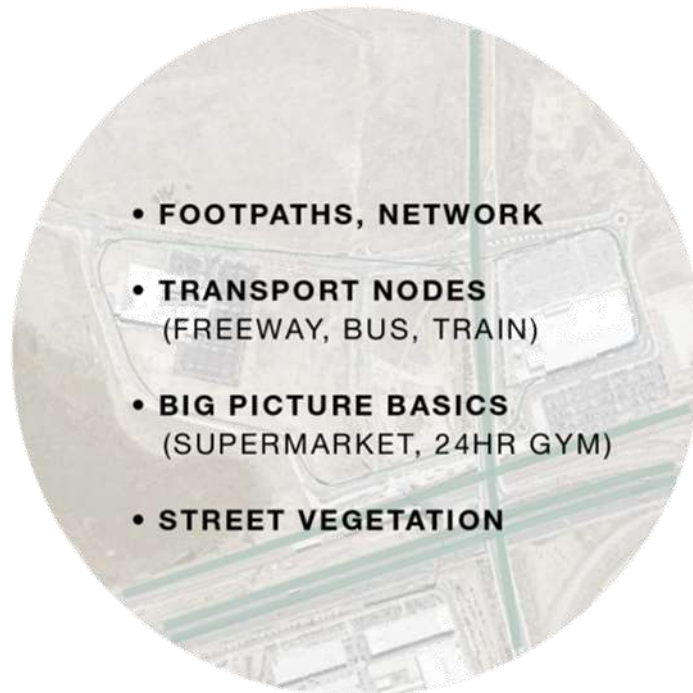 • FOOTPATHS, NETWORK
• TRANSPORT NODES
(FREEWAY, BUS, TRAIN)
• BIG PICTURE BASICS
(SUPERMARKET, 24HR GYM)
• STREET VEGETATION